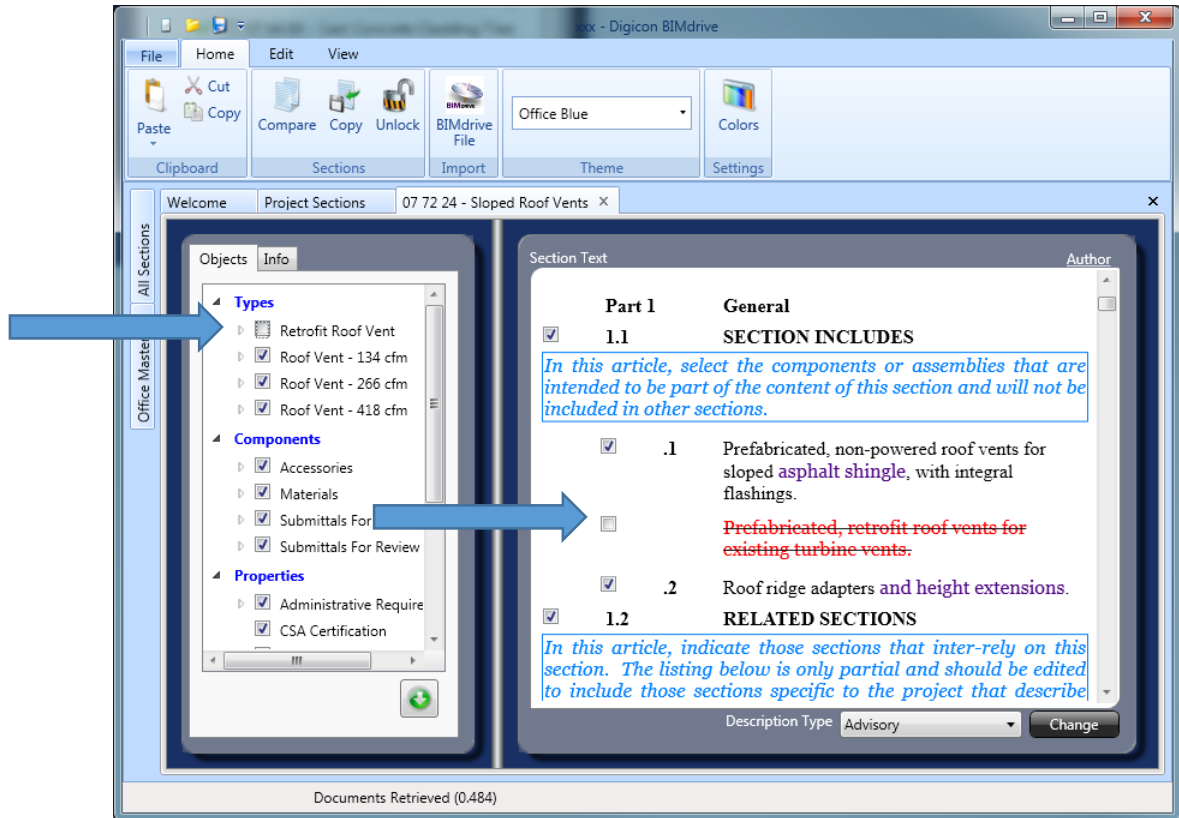 xxx - Digicon BIMdrive
File
Home
Edit
View
Paste
Cut
Copy
Clipboard
Compare
Copy
Unlock
Sections
BIMdrive
BIMdrive
File
Import
Office Blue
Theme
Colors
Settings
Welcome
Project Sections
07 72 24 - Sloped Roof Vents
All Sections
Office Master
Objects
Info
Types
Retrofit Roof Vent
Roof Vent - 134 cfm
Roof Vent - 266 cfm
Roof Vent - 418 cfm
Components
Accessories
Materials
Submittals For
Submittals For Review
Properties
Administrative Require
CSA Certification
Section Text
Author
Part 1 General
1.1 SECTION INCLUDES
In this article, select the components or assemblies that are
intended to be part of the content of this section and will not be
included in other sections.
.1 Prefabricated, non-powered roof vents for
sloped asphalt shingle, with integral
flashings.
Prefabricated, retrofit roof vents for
existing turbine vents.
.2 Roof ridge adapters and height extensions.
1.2 RELATED SECTIONS
In this article, indicate those sections that inter-rely on this
section. The listing below is only partial and should be edited
to include those sections specific to the project that describe
Description Type Advisory
Change
Documents Retrieved (0.484)